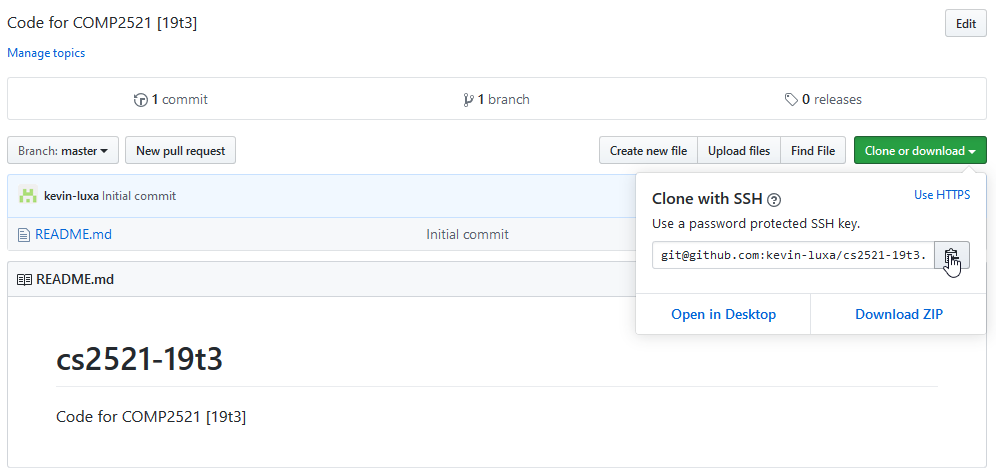 Code for COMP2521 [19t3]
Edit
Manage topics
1 commit
1 branch
0 releases
Branch: master
New pull request
Create new file
Upload files
Find File
Clone or download
kevin-luxa Initial commit
README.md
Initial commit
Clone with SSH
Use HTTPS
Use a password protected SSH key.
git@github.com:kevin-luxa/cs2521-19t3.
Open in Desktop
Download ZIP
README.md
cs2521-19t3
Code for COMP2521 [19t3]